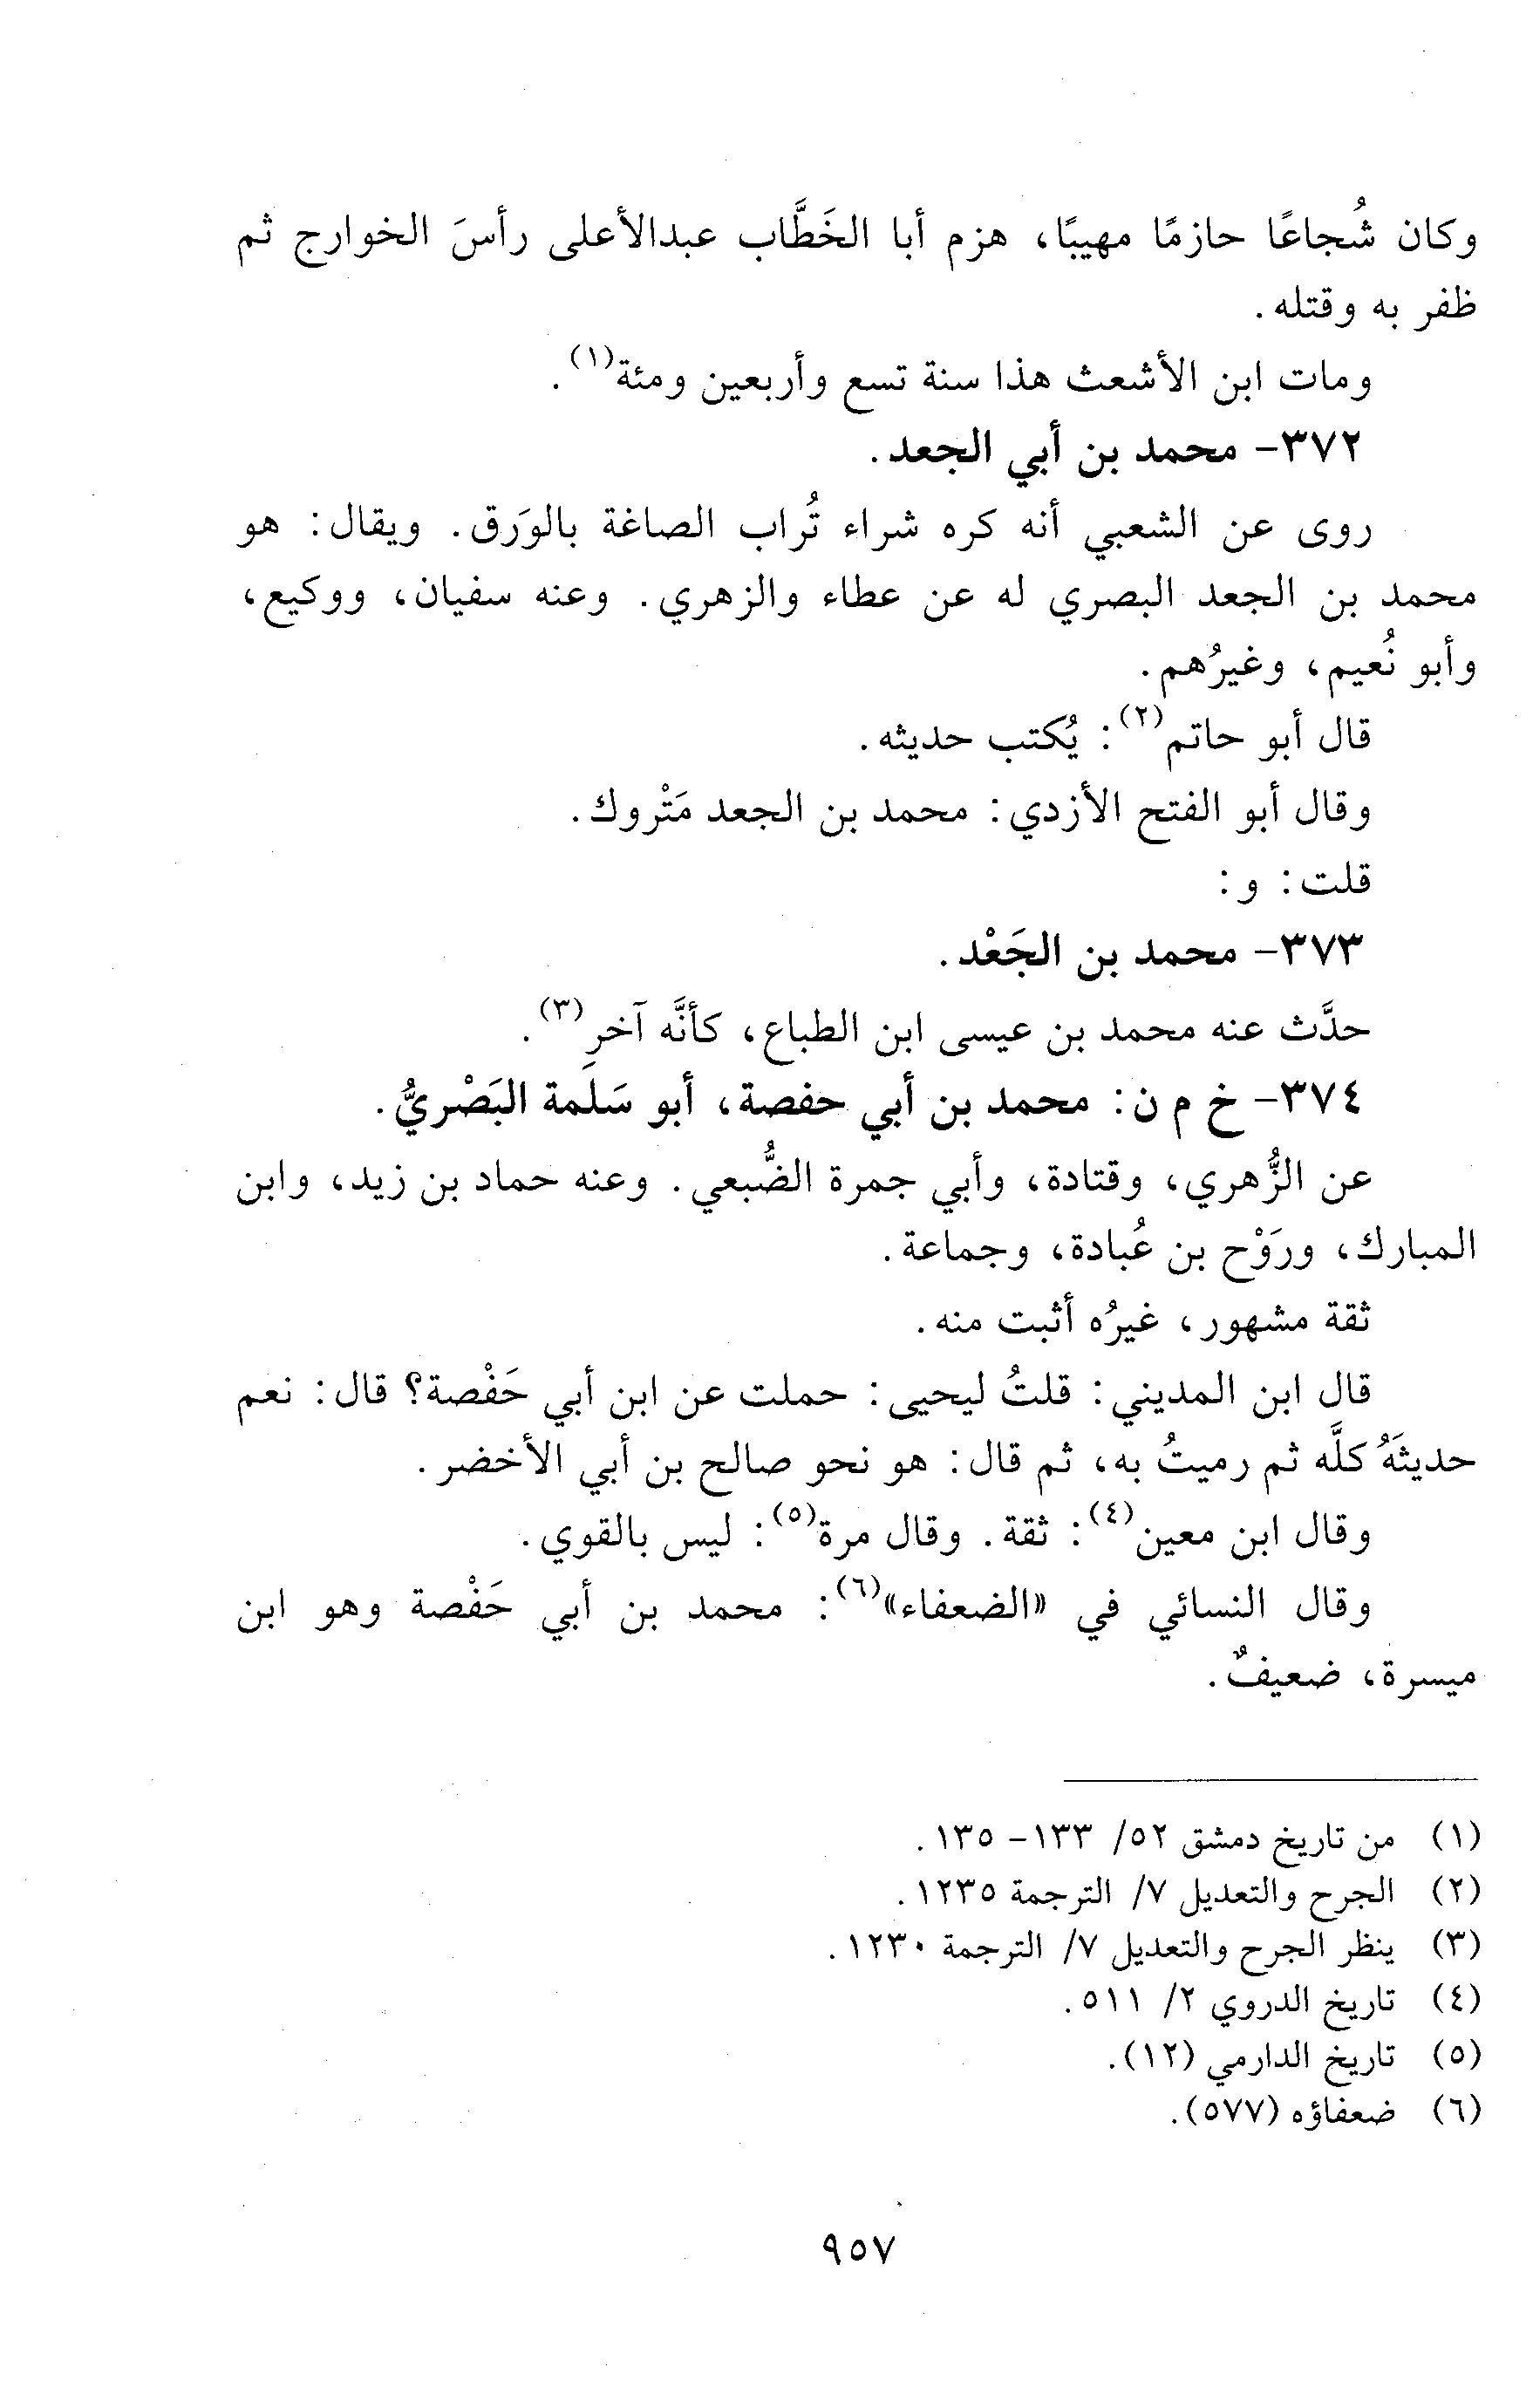 وكان شُجاعًا حازمًا مهيبًا، هزم أبا الخَطَّاب عبدالأعلى رأسَ الخوارج ثم
ظفر به وقتله.
ومات ابن الأشعث هذا سنة تسع وأربعين ومئة(١).
٣٧٢- محمد بن أبي الجعد.
روى عن الشعبي أنه كره شراء تُراب الصاغة بالوَرق. ويقال: هو
محمد بن الجعد البصري له عن عطاء والزهري. وعنه سفيان، ووكيع،
وأبو نُعيم، وغيرُهم.
قال أبو حاتم(٢): يُكتب حديثه.
وقال أبو الفتح الأزدي: محمد بن الجعد مَتْروك.
قلت: و:
٣٧٣- محمد بن الجَعْد.
حدَّث عنه محمد بن عيسى ابن الطباع، كأنَّه آخرِ(٣).
٣٧٤- خ م ن: محمد بن أبي حفصة، أبو سَلَمة البَصْريُّ.
عن الزُّهري، وقتادة، وأبي جمرة الضُّبعي. وعنه حماد بن زيد، وابن
المبارك، ورَوْح بن عُبادة، وجماعة.
ثقة مشهور، غيرُه أثبت منه.
قال ابن المديني: قلتُ ليحيى: حملت عن ابن أبي حَفْصة؟ قال: نعم
حديثَهُ كلَّه ثم رميتُ به، ثم قال: هو نحو صالح بن أبي الأخضر.
وقال ابن معين(٤): ثقة. وقال مرة(٥): ليس بالقوي.
وقال النسائي في «الضعفاء»(٦): محمد بن أبي حَفْصة وهو ابن
ميسرة، ضعيفٌ.
(١) من تاريخ دمشق ٥٢/ ١٣٣- ١٣٥.
(٢) الجرح والتعديل ٧/ الترجمة ١٢٣٥.
(٣) ينظر الجرح والتعديل ٧/ الترجمة ١٢٣٠.
(٤) تاريخ الدروي ٢/ ٥١١.
(٥) تاريخ الدارمي (١٢).
(٦) ضعفاؤه (٥٧٧).
٩٥٧